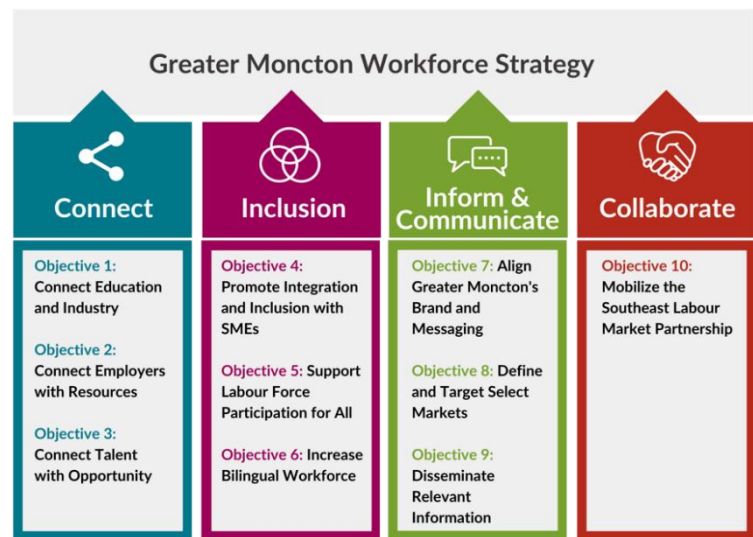 Greater Moncton Workforce Strategy
Connect
Objective 1:
Connect Education
and Industry
Objective 2:
Connect Employers
with Resources
Objective 3:
Connect Talent
with Opportunity
Inclusion
Objective 4:
Promote Integration
and Inclusion with
SMEs
Objective 5: Support
Labour Force
Participation for All
Objective 6: Increase
Bilingual Workforce
Inform &
Communicate
Objective 7: Align
Greater Moncton's
Brand and
Messaging
Objective 8: Define
and Target Select
Markets
Objective 9:
Disseminate
Relevant
Information
Collaborate
Objective 10:
Mobilize the
Southeast Labour
Market Partnership